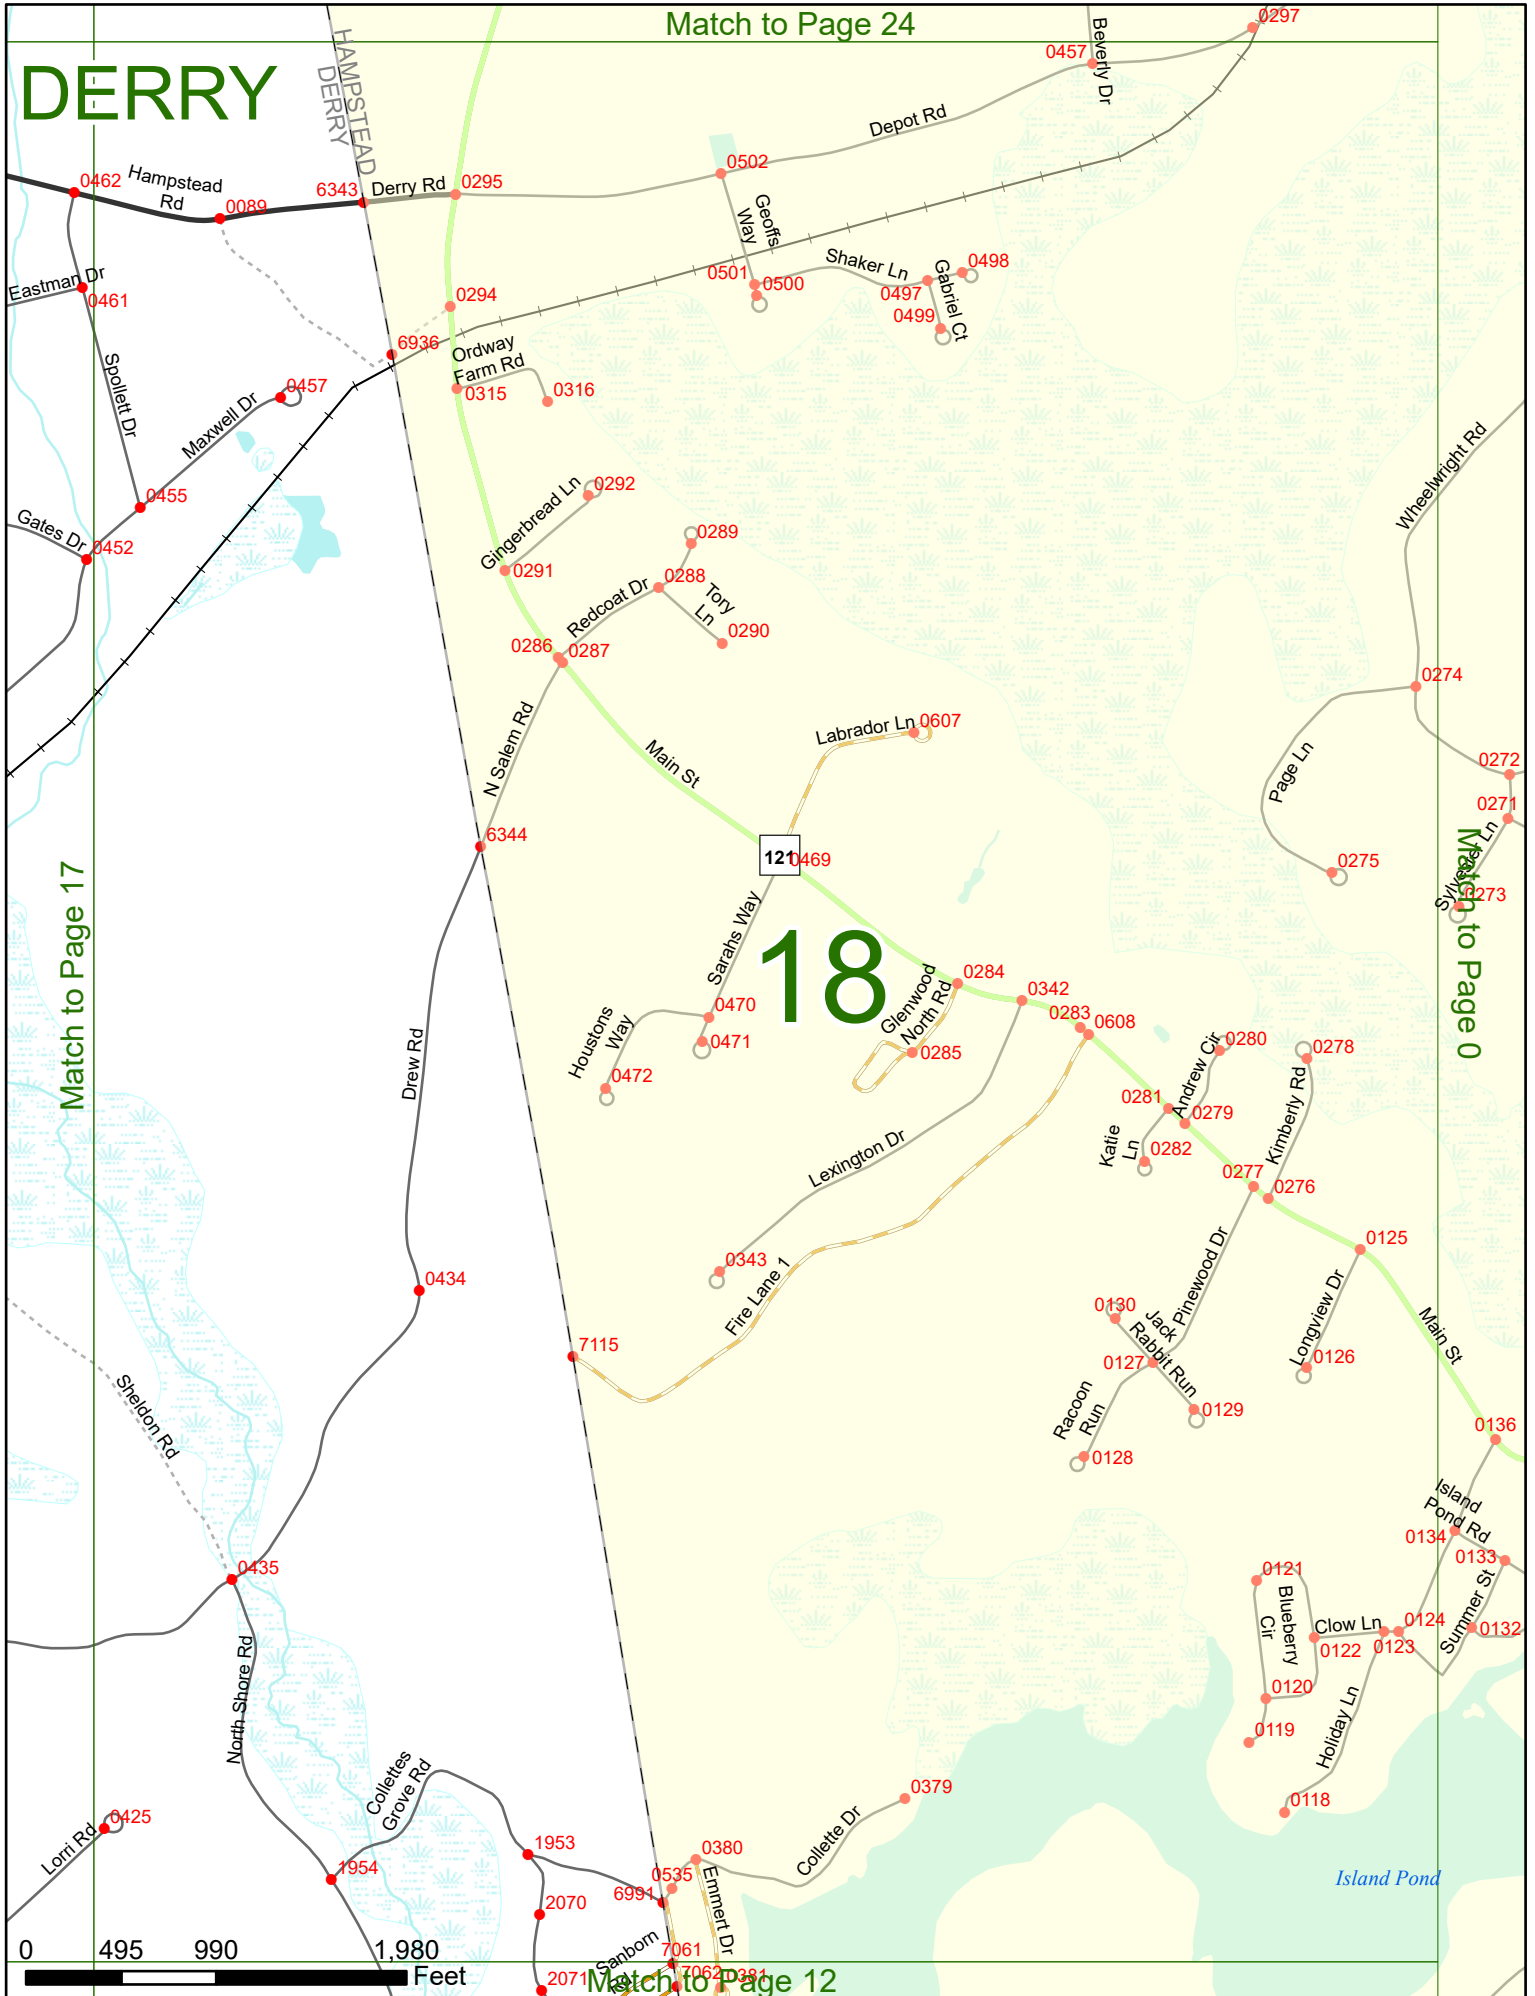 Match to Page 24
0297
0457
Beverly Dr
DERRY
HAMPSTEAD
DERRY
Depot Rd
0502
0462
Hampstead
Rd
0089
6343
Derry Rd
0295
Geoffs
Way
Shaker Ln
0498
Gabriel Ct
0501
0500
0497
0499
Eastman Dr
0461
0294
6936
Ordway
Farm Rd
0315
0316
Spollett Dr
0457
Maxwell Dr
Wheelwright Rd
0455
0292
Gingerbread Ln
Gates Dr
0452
0289
0291
0288
Redcoat Dr
Tory
Ln
0290
0286
0287
0274
N Salem Rd
Labrador Ln
0607
Main St
Page Ln
0272
0271
6344
121
0469
Sylvester Ln
0275
0273
Match to Page 17
Match to Page 0
18
Sarahs Way
Glenwood
North Rd
0284
0342
0283
0608
0470
0471
Houstons
Way
0472
0285
Andrew Cir
0280
0278
Drew Rd
0281
0279
Kimberly Rd
Katie
Ln
0282
Lexington Dr
0277
0276
0125
0343
Fire Lane 1
Pinewood Dr
0434
0130
Jack
Rabbit Run
Longview Dr
Main St
7115
0127
0126
Sheldon Rd
Racoon
Run
0129
0128
0136
Island
Pond Rd
0134
0133
0435
0121
Blueberry
Cir
Clow Ln
0124
0122
0123
Summer St
0132
North Shore Rd
0120
0119
Holiday Ln
0118
Collettes
Grove Rd
0379
Collette Dr
0425
Lorri Rd
1953
0380
1954
0535
6991
Emmert Dr
Island Pond
2070
0
495
990
1,980
Feet
Sanborn
Rd
7061
7062
0381
2071
Match to Page 12